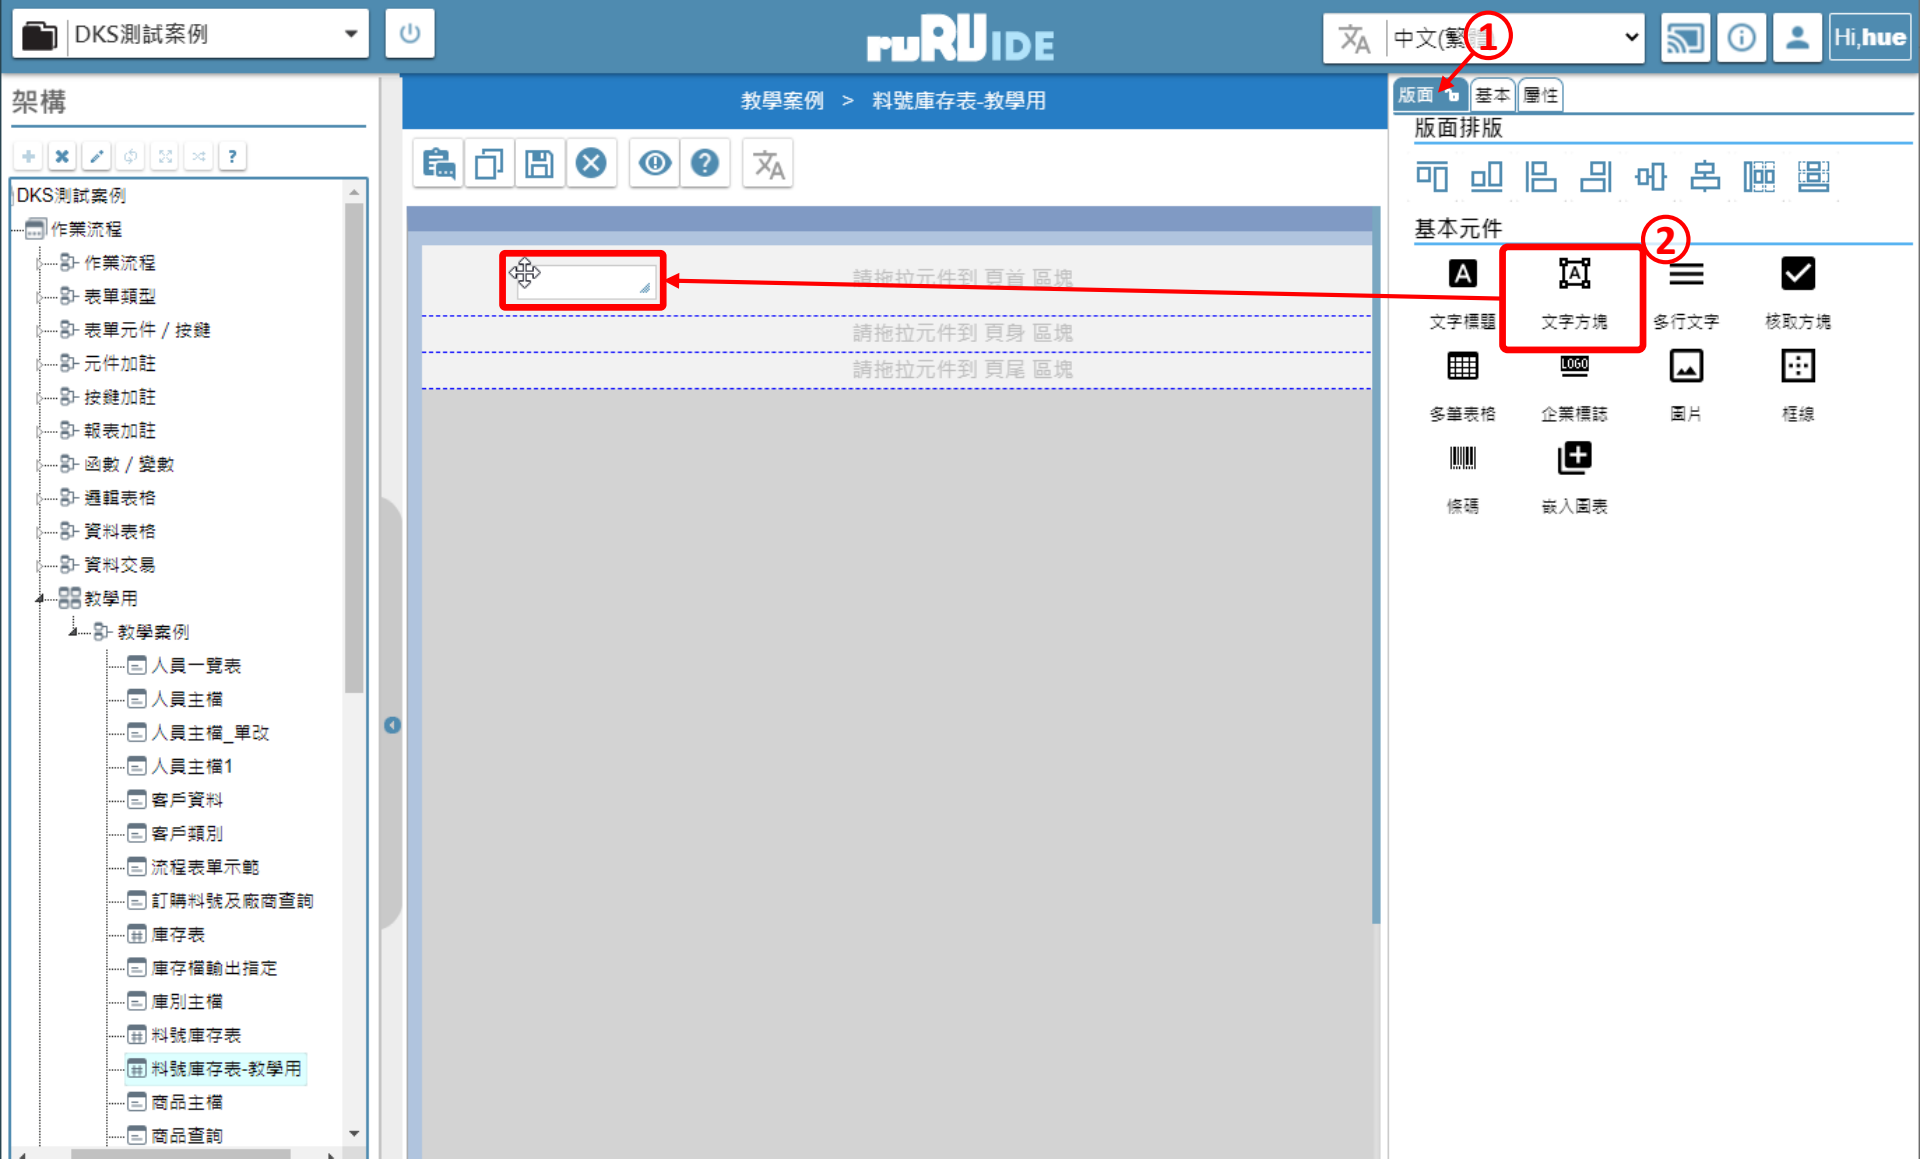 DKS測試案例
ruRU IDE
中文(繁
Hi,hue
1
架構
教學案例 > 料號庫存表-教學用
版面
基本
屬性
版面排版
DKS測試案例
作業流程
作業流程
表單類型
表單元件 / 按鍵
元件加註
按鍵加註
報表加註
函數 / 變數
邏輯表格
資料表格
資料交易
教學用
教學案例
人員一覽表
人員主檔
人員主檔_單改
人員主檔1
客戶資料
客戶類別
流程表單示範
訂購料號及廠商查詢
庫存表
庫存檔輸出指定
庫別主檔
料號庫存表
料號庫存表-教學用
商品主檔
商品查詢
請拖拉元件到 頁首 區塊
請拖拉元件到 頁身 區塊
請拖拉元件到 頁尾 區塊
基本元件
2
文字標題
文字方塊
多行文字
核取方塊
LOGO
多筆表格
企業標誌
圖片
框線
條碼
嵌入圖表